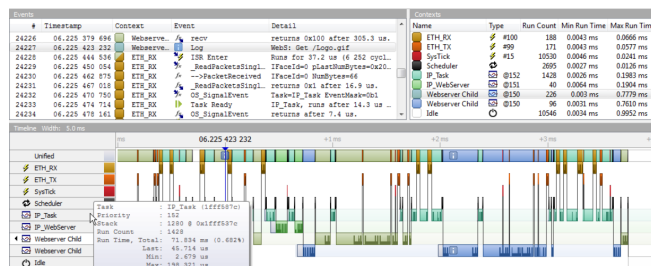 Events
# Timestamp Context Event Detail
24226 06.225 379 696 Webserve... recv returns 0x100 after 305.3 us.
24227 06.225 423 232 Webserve... Log Web5: Get /Logo.gif
24228 06.225 444 536 ETH_RX ISR Enter Runs for 37.2 us (6 252 cycl...
24229 06.225 450 054 ETH_RX _ReadPacketsSingl... IFaceId=0 pLastRumBytes=0x20...
24230 06.225 462 875 ETH_RX -->PacketReceived IFaceId=0 NumBytes=66
24231 06.225 467 018 ETH_RX _ReadPacketsSingl... returns 0x1 after 16.9 us.
24232 06.225 470 750 ETH_RX OS_SignalEvent Task=IP_Task EventMask=0b1
24233 06.225 474 714 ETH_RX Task Ready IP_Task, runs after 14.3 us ...
24234 06.225 478 161 ETH_RX OS_SignalEvent returns after 7.4 us.
Contexts
Name Type Run Count Min Run Time Max Run Tim
ETH_RX #100 188 0.0043 ms 0.0666 ms
ETH_TX #99 171 0.0043 ms 0.0577 ms
SysTick #15 10530 0.0046 ms 0.0241 ms
Scheduler 2695 0.0027 ms 0.0126 ms
IP_Task @152 1428 0.0026 ms 0.1983 ms
IP_WebServer @151 40 0.0064 ms 0.1904 ms
Webserver Child @150 226 0.003 ms 0.7779 ms
Webserver Child @150 96 0.0031 ms 0.7610 ms
Idle 10546 0.0034 ms 0.9952 ms
Timeline Width: 5.0 ms
ms 06.225 423 232 +1 ms +2 ms +3 ms
Unified
ETH_RX
ETH_TX
SysTick
Scheduler
IP_Task
IP_WebServer
Webserver Child
Webserver Child
Idle
Task : IP_Task (1fff587c)
Priority : 152
Stack : 1280 @ 0x1fff537c
Run Count : 1428
Run Time, Total: 71.834 ms (0.682%)
Last: 45.714 us
Min: 2.679 us
Max: 198.321 us